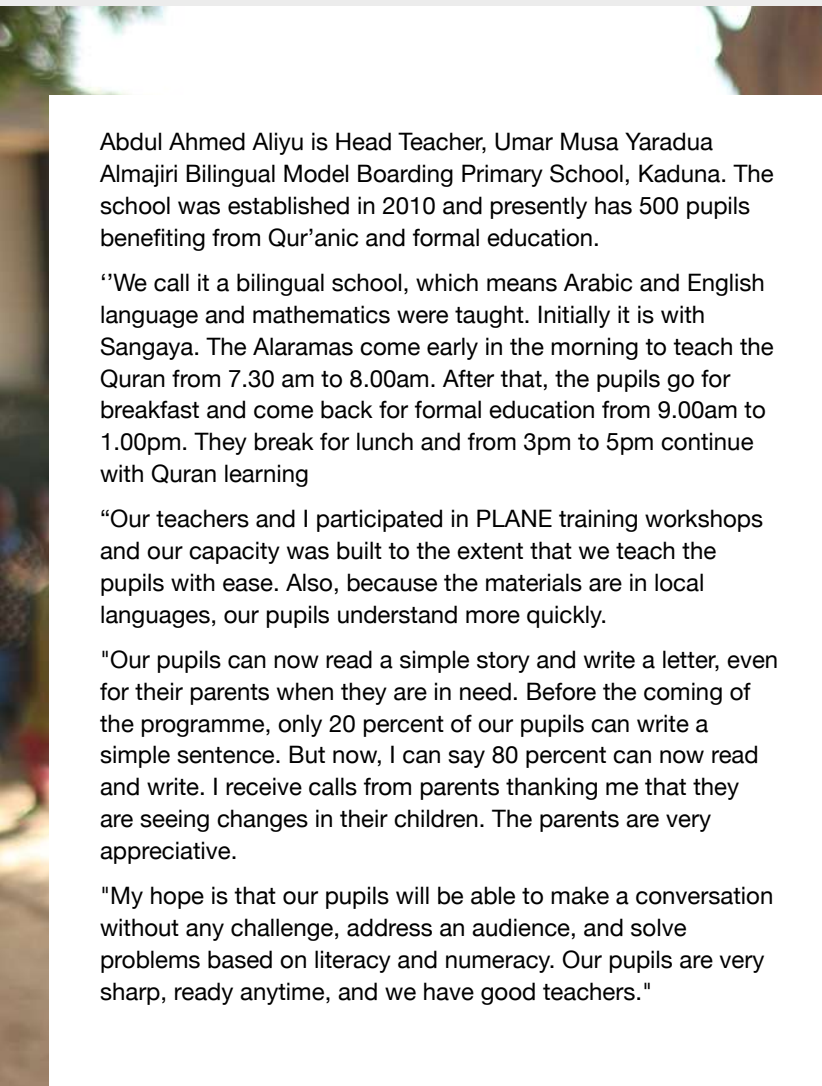 Abdul Ahmed Aliyu is Head Teacher, Umar Musa Yaradua
Almajiri Bilingual Model Boarding Primary School, Kaduna. The
school was established in 2010 and presently has 500 pupils
benefiting from Qur’anic and formal education.
‘’We call it a bilingual school, which means Arabic and English
language and mathematics were taught. Initially it is with
Sangaya. The Alaramas come early in the morning to teach the
Quran from 7.30 am to 8.00am. After that, the pupils go for
breakfast and come back for formal education from 9.00am to
1.00pm. They break for lunch and from 3pm to 5pm continue
with Quran learning
“Our teachers and I participated in PLANE training workshops
and our capacity was built to the extent that we teach the
pupils with ease. Also, because the materials are in local
languages, our pupils understand more quickly.
"Our pupils can now read a simple story and write a letter, even
for their parents when they are in need. Before the coming of
the programme, only 20 percent of our pupils can write a
simple sentence. But now, I can say 80 percent can now read
and write. I receive calls from parents thanking me that they
are seeing changes in their children. The parents are very
appreciative.
"My hope is that our pupils will be able to make a conversation
without any challenge, address an audience, and solve
problems based on literacy and numeracy. Our pupils are very
sharp, ready anytime, and we have good teachers."